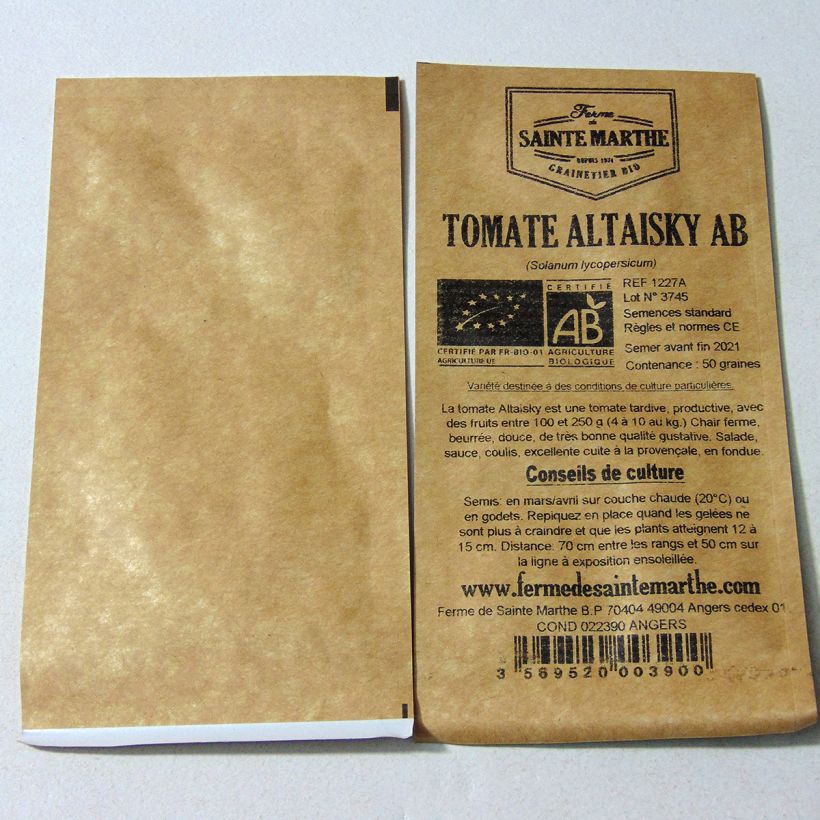 Ferme
de
SAINTE MARTHE
DEPUIS 1974
GRAINETIER BIO
TOMATE ALTAISKY AB
(Solanum lycopersicum)
CERTIFIÉ
AB
CERTIFIÉ PAR FR-BIO-01
AGRICULTURE UE
AGRICULTURE
BIOLOGIQUE
REF 1227A
Lot N° 3745
Semences standard
Règles et normes CE
Semer avant fin 2021
Contenance : 50 graines
Variété destinée à des conditions de culture particulières.
La tomate Altaisky est une tomate tardive, productive, avec
des fruits entre 100 et 250 g (4 à 10 au kg.) Chair ferme,
beurrée, douce, de très bonne qualité gustative. Salade,
sauce, coulis, excellente cuite à la provençale, en fondue.
Conseils de culture
Semis: en mars/avril sur couche chaude (20°C) ou
en godets. Repiquez en place quand les gelées ne
sont plus à craindre et que les plants atteignent 12 à
15 cm. Distance: 70 cm entre les rangs et 50 cm sur
la ligne à exposition ensoleillée.
www.fermedesaintemarthe.com
Ferme de Sainte Marthe B.P 70404 49004 Angers cedex 01
COND 022390 ANGERS
3 569520 003900